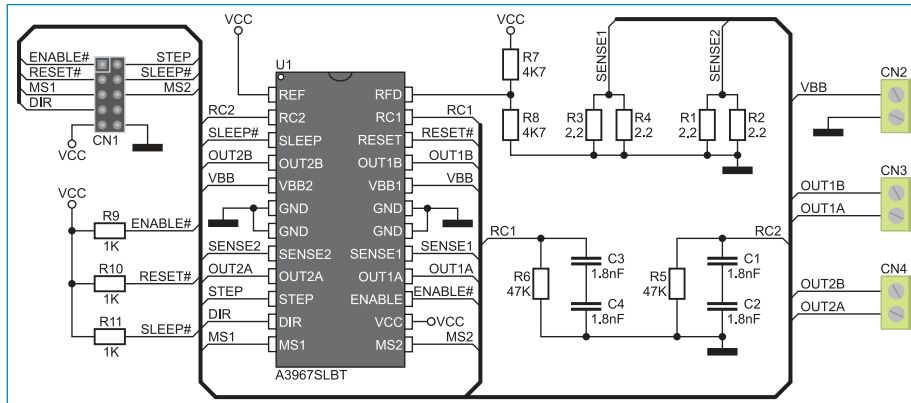 ENABLE#
RESET#
MS1
DIR
STEP
SLEEP#
MS2
CN1
VCC
VCC
R9
1K
ENABLE#
R10
1K
RESET#
R11
1K
SLEEP#
VCC
U1
REF
RC2
SLEEP
OUT2B
VBB2
GND
GND
SENSE2
OUT2A
STEP
DIR
MS1
RFD
RC1
RESET
OUT1B
VBB1
GND
GND
SENSE1
OUT1A
ENABLE
VCC
MS2
A3967SLBT
RC2
SLEEP#
OUT2B
VBB
SENSE2
OUT2A
STEP
DIR
MS1
RC1
RESET#
OUT1B
VBB
SENSE1
OUT1A
ENABLE#
VCC
MS2
VCC
R7
4K7
R8
4K7
SENSE1
SENSE2
R3
2,2
R4
2.2
R1
2,2
R2
2.2
RC1
R6
47K
C3
1.8nF
C4
1.8nF
R5
47K
C1
1.8nF
C2
1.8nF
RC2
VBB
CN2
OUT1B
OUT1A
CN3
OUT2B
OUT2A
CN4